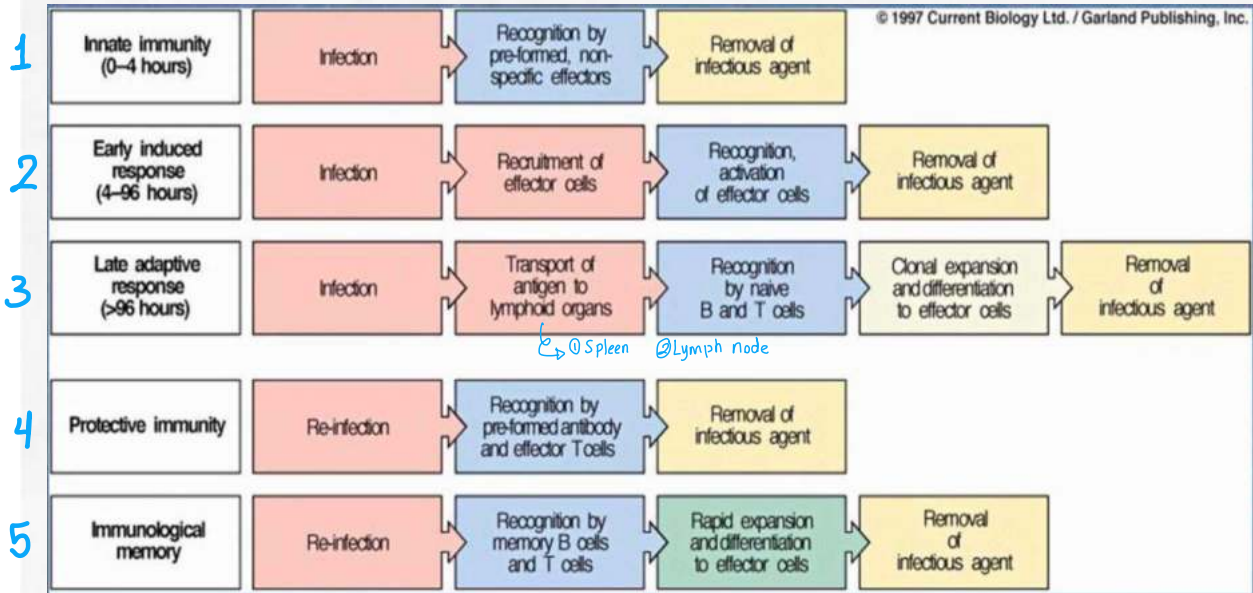 © 1997 Current Biology Ltd. / Garland Publishing, Inc.
1
Innate immunity
(0–4 hours)
Infection
Recognition by
pre-formed, non-
specific effectors
Removal of
infectious agent
2
Early induced
response
(4–96 hours)
Infection
Recruitment of
effector cells
Recognition,
activation
of effector cells
Removal of
infectious agent
3
Late adaptive
response
(>96 hours)
Infection
Transport of
antigen to
lymphoid organs
Recognition
by naive
B and T cells
Clonal expansion
and differentiation
to effector cells
Removal
of
infectious agent
① Spleen ② Lymph node
4
Protective immunity
Re-infection
Recognition by
pre-formed antibody
and effector T cells
Removal of
infectious agent
5
Immunological
memory
Re-infection
Recognition by
memory B cells
and T cells
Rapid expansion
and differentiation
to effector cells
Removal
of
infectious agent